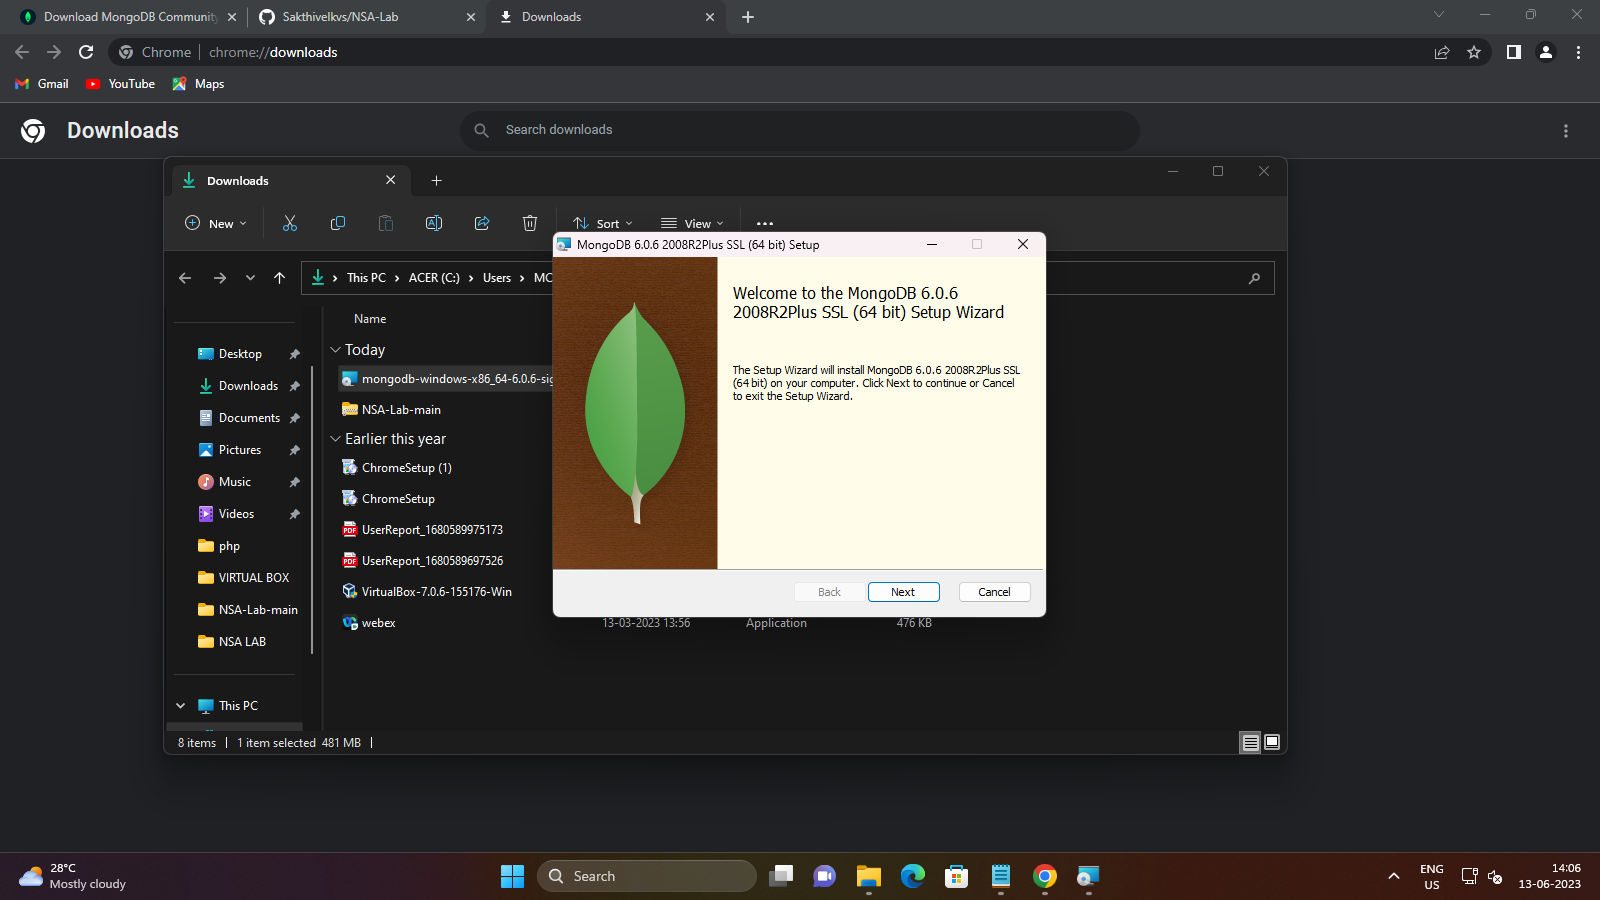 Download MongoDB Community
Sakthivelkvs/NSA-Lab
Downloads
Chrome
chrome://downloads
Gmail
YouTube
Maps
Downloads
Search downloads
Downloads
New
Sort
View
This PC
ACER (C:)
Users
MC
Name
Desktop
Downloads
Documents
Pictures
Music
Videos
php
VIRTUAL BOX
NSA-Lab-main
NSA LAB
This PC
Today
mongodb-windows-x86_64-6.0.6-sig
NSA-Lab-main
Earlier this year
ChromeSetup (1)
ChromeSetup
UserReport_1680589975173
UserReport_1680589697526
VirtualBox-7.0.6-155176-Win
webex 13-03-2023 13:56 Application 476 KB
8 items 1 item selected 481 MB
MongoDB 6.0.6 2008R2Plus SSL (64 bit) Setup
Welcome to the MongoDB 6.0.6
2008R2Plus SSL (64 bit) Setup Wizard
The Setup Wizard will install MongoDB 6.0.6 2008R2Plus SSL
(64 bit) on your computer. Click Next to continue or Cancel
to exit the Setup Wizard.
Back
Next
Cancel
28°C
Mostly cloudy
Search
ENG
US
14:06
13-06-2023